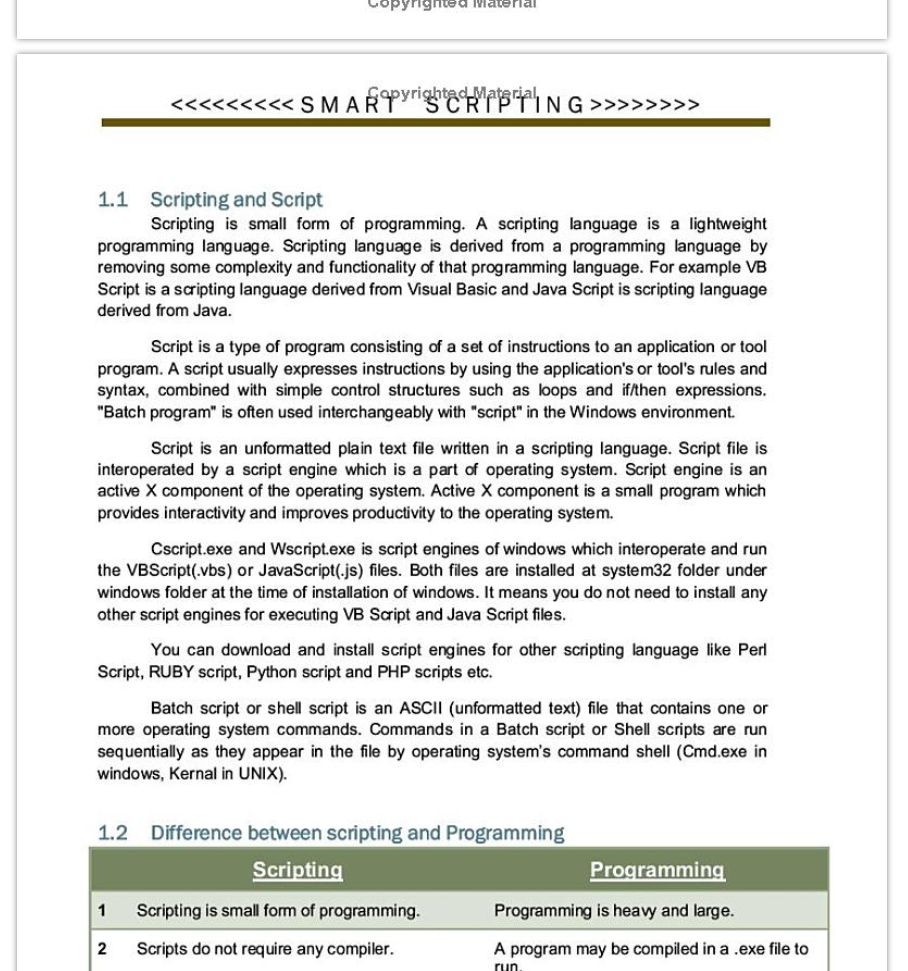 Copyrighted Material
Copyrighted Material
<<<<<<<<< SMART SCRIPTING >>>>>>>>
1.1 Scripting and Script
Scripting is small form of programming. A scripting language is a lightweight
programming language. Scripting language is derived from a programming language by
removing some complexity and functionality of that programming language. For example VB
Script is a scripting language derived from Visual Basic and Java Script is scripting language
derived from Java.
Script is a type of program consisting of a set of instructions to an application or tool
program. A script usually expresses instructions by using the application's or tool's rules and
syntax, combined with simple control structures such as loops and if/then expressions.
"Batch program" is often used interchangeably with "script" in the Windows environment.
Script is an unformatted plain text file written in a scripting language. Script file is
interoperated by a script engine which is a part of operating system. Script engine is an
active X component of the operating system. Active X component is a small program which
provides interactivity and improves productivity to the operating system.
Cscript.exe and Wscript.exe is script engines of windows which interoperate and run
the VBScript(.vbs) or JavaScript(.js) files. Both files are installed at system32 folder under
windows folder at the time of installation of windows. It means you do not need to install any
other script engines for executing VB Script and Java Script files.
You can download and install script engines for other scripting language like Perl
Script, RUBY script, Python script and PHP scripts etc.
Batch script or shell script is an ASCII (unformatted text) file that contains one or
more operating system commands. Commands in a Batch script or Shell scripts are run
sequentially as they appear in the file by operating system's command shell (Cmd.exe in
windows, Kernal in UNIX).
1.2 Difference between scripting and Programming
Scripting Programming
1 Scripting is small form of programming. Programming is heavy and large.
2 Scripts do not require any compiler. A program may be compiled in a .exe file to
run.